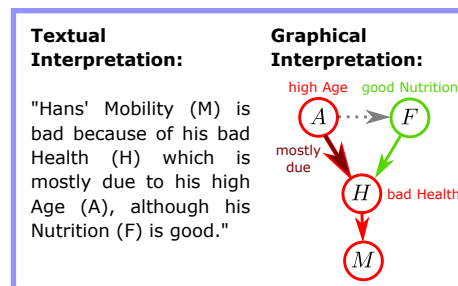 Textual
Interpretation:
"Hans' Mobility (M) is
bad because of his bad
Health (H) which is
mostly due to his high
Age (A), although his
Nutrition (F) is good."
Graphical
Interpretation:
high Age good Nutrition
A F
mostly
due
H bad Health
M